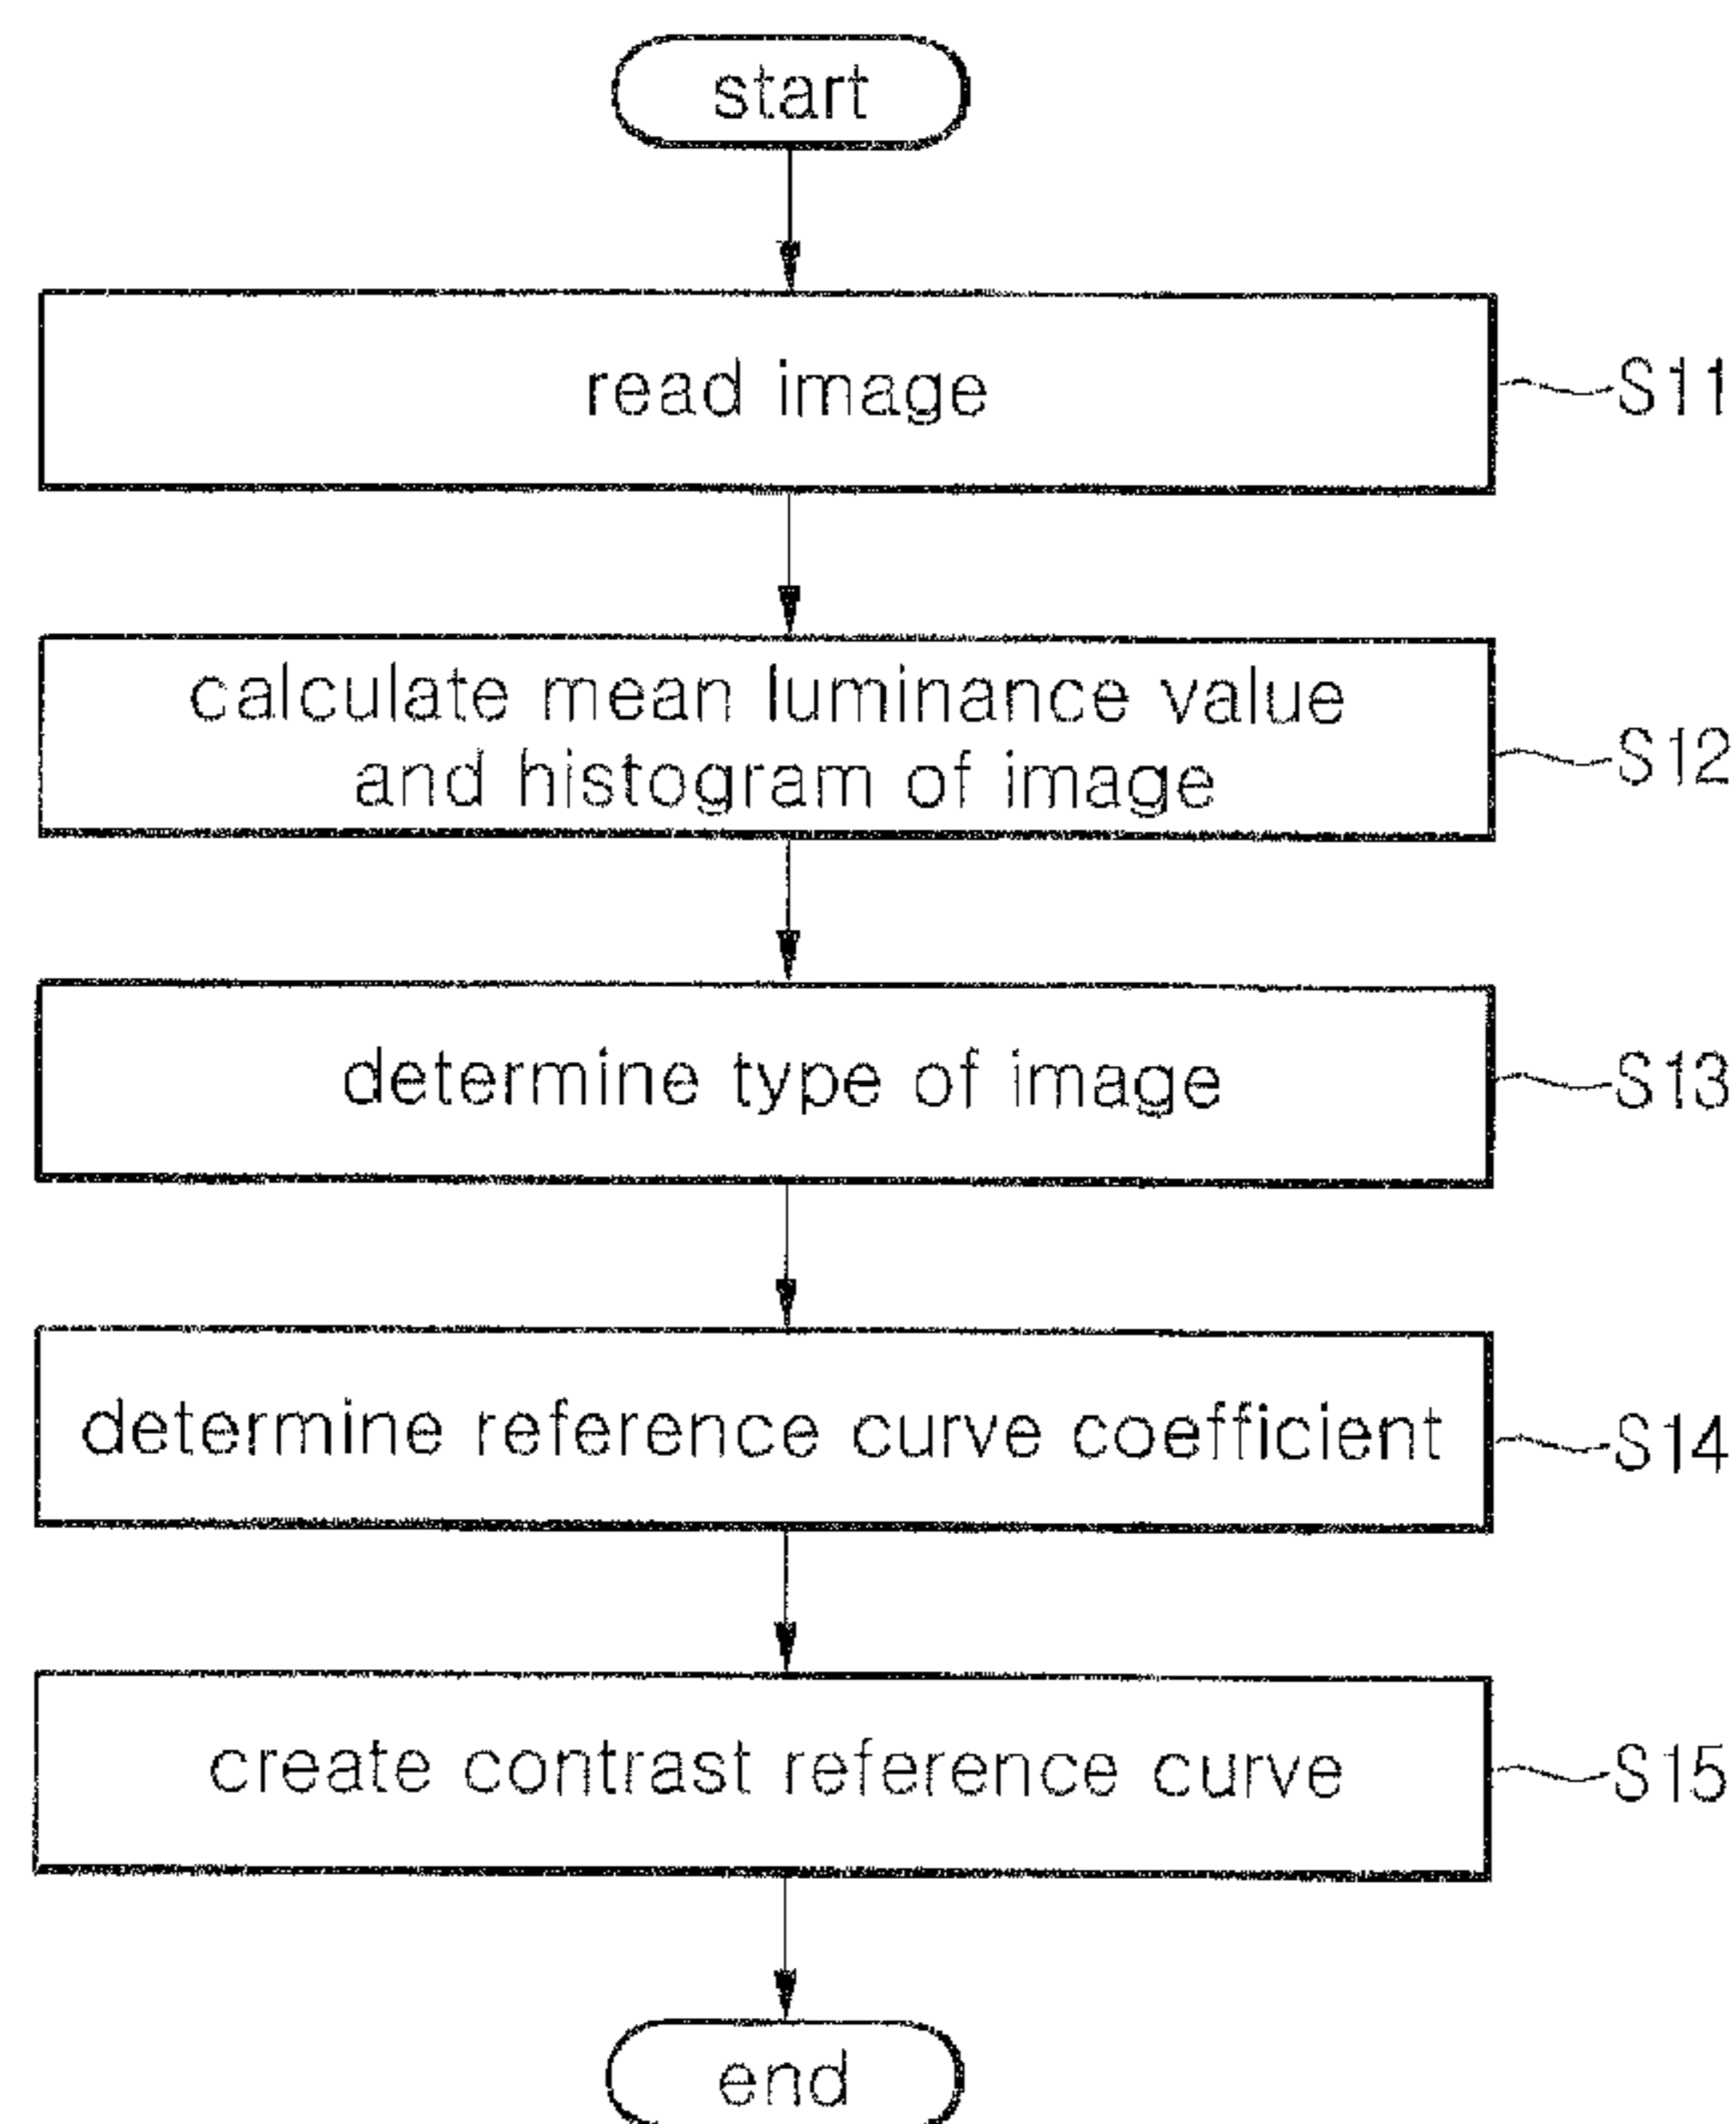 start
read image
S11
calculate mean luminance value
and histogram of image
S12
determine type of image
S13
determine reference curve coefficient
S14
create contrast reference curve
S15
end